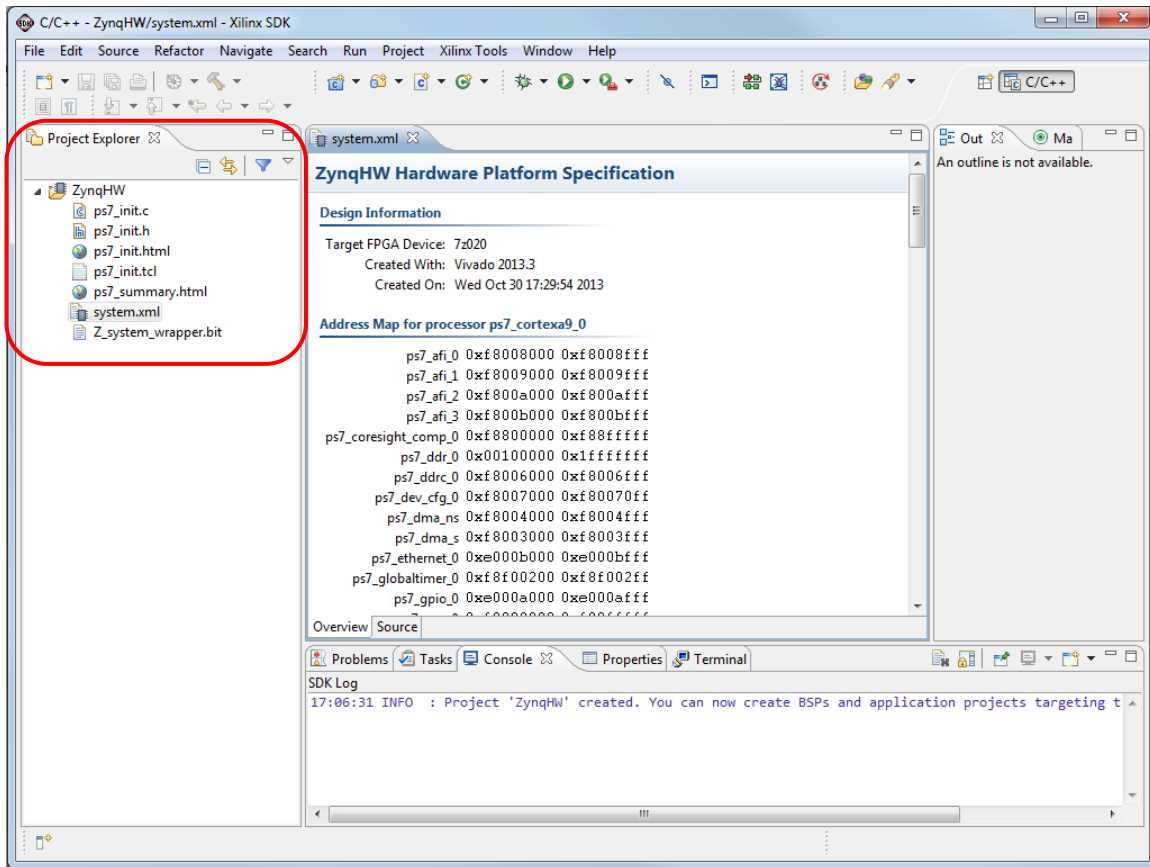 C/C++ - ZynqHW/system.xml - Xilinx SDK
File Edit Source Refactor Navigate Search Run Project Xilinx Tools Window Help
C/C++
Project Explorer
ZynqHW
ps7_init.c
ps7_init.h
ps7_init.html
ps7_init.tcl
ps7_summary.html
system.xml
Z_system_wrapper.bit
system.xml
ZynqHW Hardware Platform Specification
Design Information
Target FPGA Device: 7z020
Created With: Vivado 2013.3
Created On: Wed Oct 30 17:29:54 2013
Address Map for processor ps7_cortexa9_0
ps7_afi_0 0xf8008000 0xf8008fff
ps7_afi_1 0xf8009000 0xf8009fff
ps7_afi_2 0xf800a000 0xf800afff
ps7_afi_3 0xf800b000 0xf800bfff
ps7_coresight_comp_0 0xf8800000 0xf88fffff
ps7_ddr_0 0x00100000 0x1fffffff
ps7_ddrc_0 0xf8006000 0xf8006fff
ps7_dev_cfg_0 0xf8007000 0xf80070ff
ps7_dma_ns 0xf8004000 0xf8004fff
ps7_dma_s 0xf8003000 0xf8003fff
ps7_ethernet_0 0xe000b000 0xe000bfff
ps7_globaltimer_0 0xf8f00200 0xf8f002ff
ps7_gpio_0 0xe000a000 0xe000afff
Overview Source
Out Ma
An outline is not available.
Problems Tasks Console Properties Terminal
SDK Log
17:06:31 INFO : Project 'ZynqHW' created. You can now create BSPs and application projects targeting t